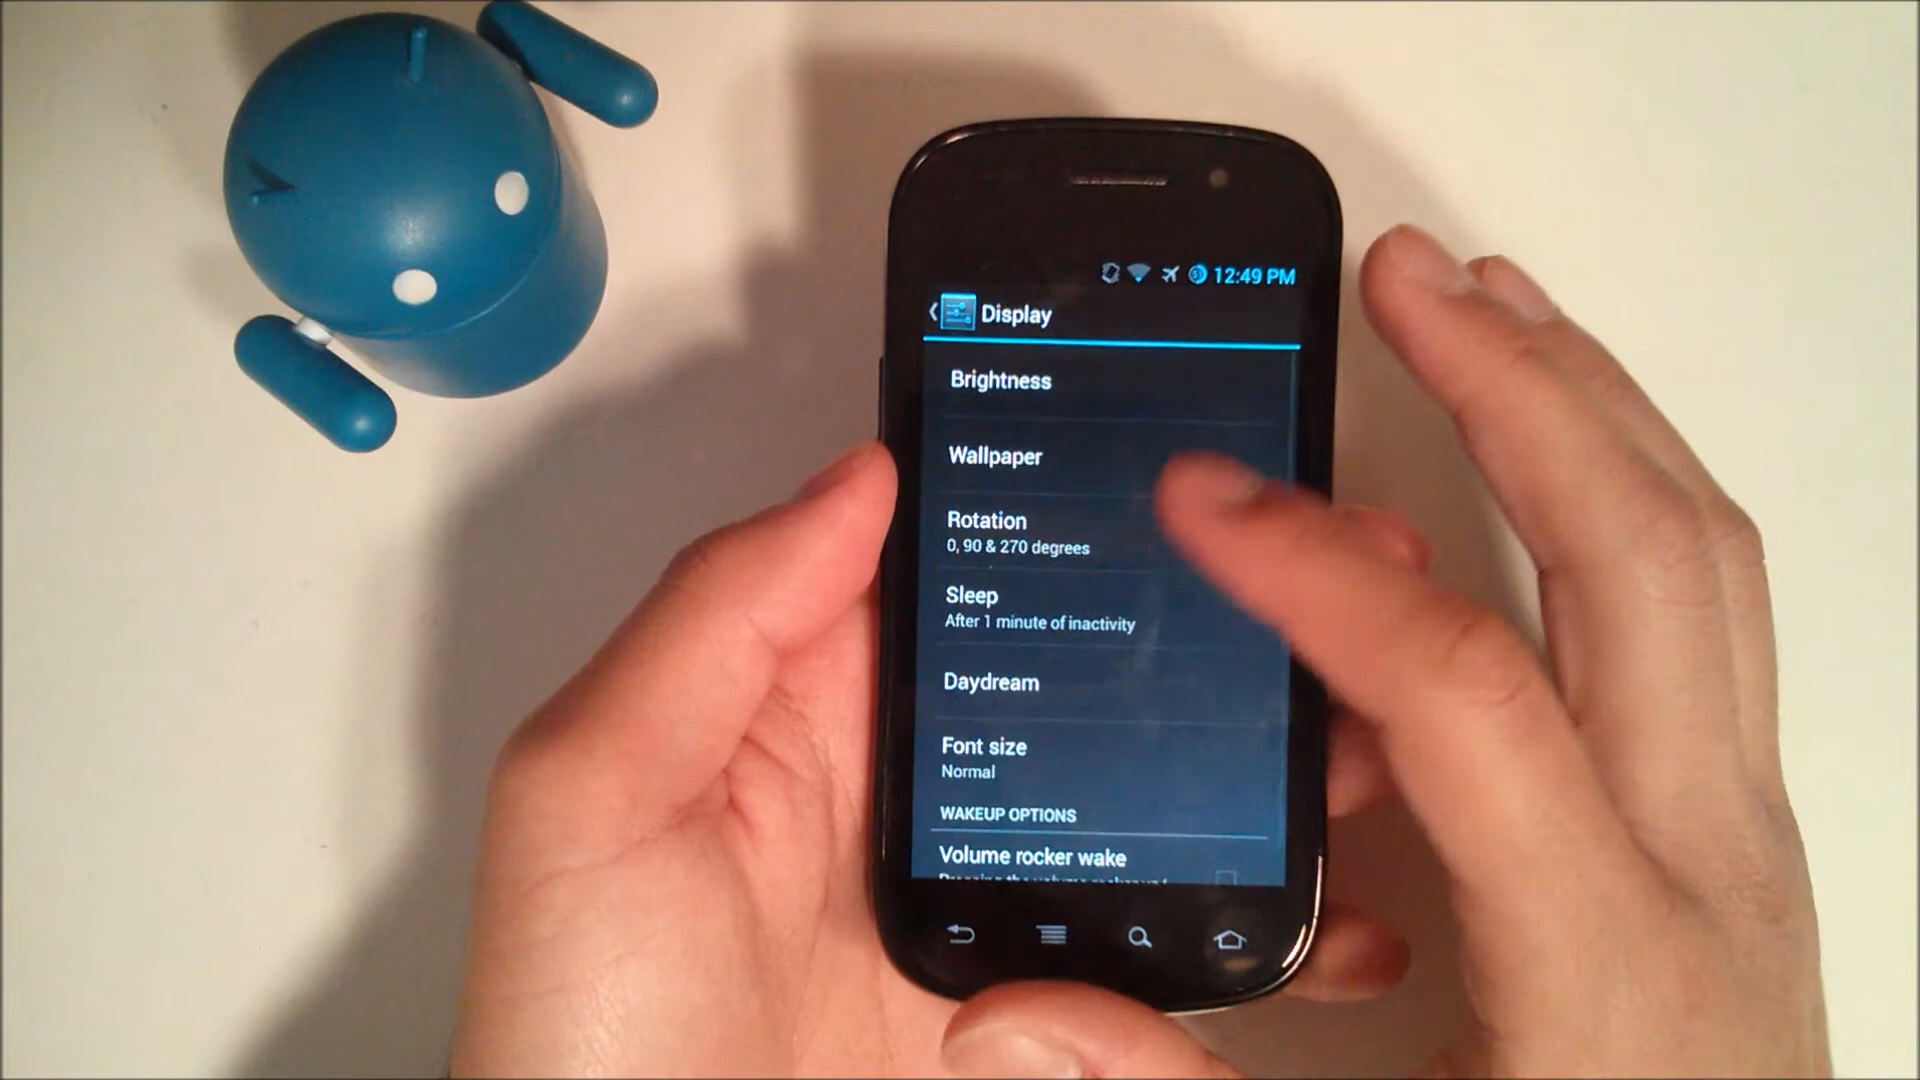 12:49 PM
Display
Brightness
Wallpaper
Rotation
0, 90 & 270 degrees
Sleep
After 1 minute of inactivity
Daydream
Font size
Normal
WAKEUP OPTIONS
Volume rocker wake